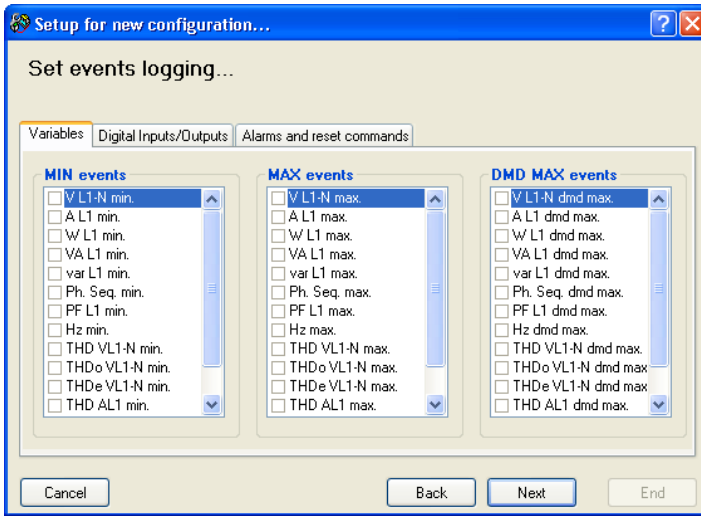 Setup for new configuration...
Set events logging...
Variables
Digital Inputs/Outputs
Alarms and reset commands
MIN events
V L1-N min.
A L1 min.
W L1 min.
VA L1 min.
var L1 min.
Ph. Seq. min.
PF L1 min.
Hz min.
THD VL1-N min.
THDo VL1-N min.
THDe VL1-N min.
THD AL1 min.
MAX events
V L1-N max.
A L1 max.
W L1 max.
VA L1 max.
var L1 max.
Ph. Seq. max.
PF L1 max.
Hz max.
THD VL1-N max.
THDo VL1-N max.
THDe VL1-N max.
THD AL1 max.
DMD MAX events
V L1-N dmd max.
A L1 dmd max.
W L1 dmd max.
VA L1 dmd max.
var L1 dmd max.
Ph. Seq. dmd max.
PF L1 dmd max.
Hz dmd max.
THD VL1-N dmd max.
THDo VL1-N dmd max
THDe VL1-N dmd max
THD AL1 dmd max.
Cancel
Back
Next
End